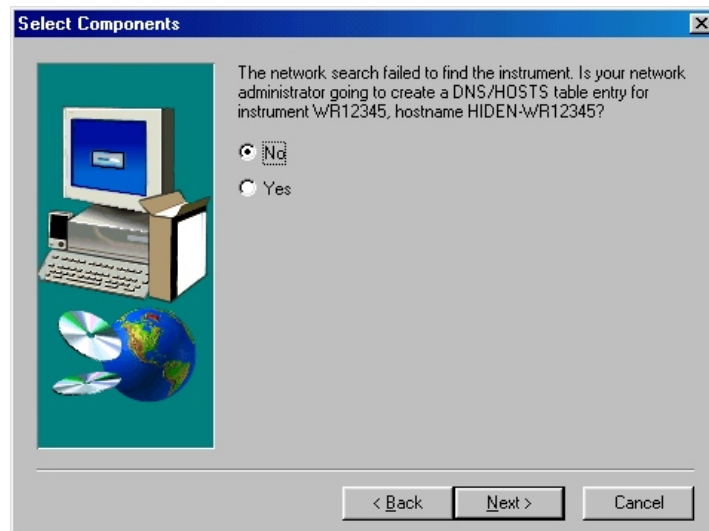 Select Components
The network search failed to find the instrument. Is your network
administrator going to create a DNS/HOSTS table entry for
instrument WR12345, hostname HIDEN-WR12345?
No
Yes
< Back Next > Cancel